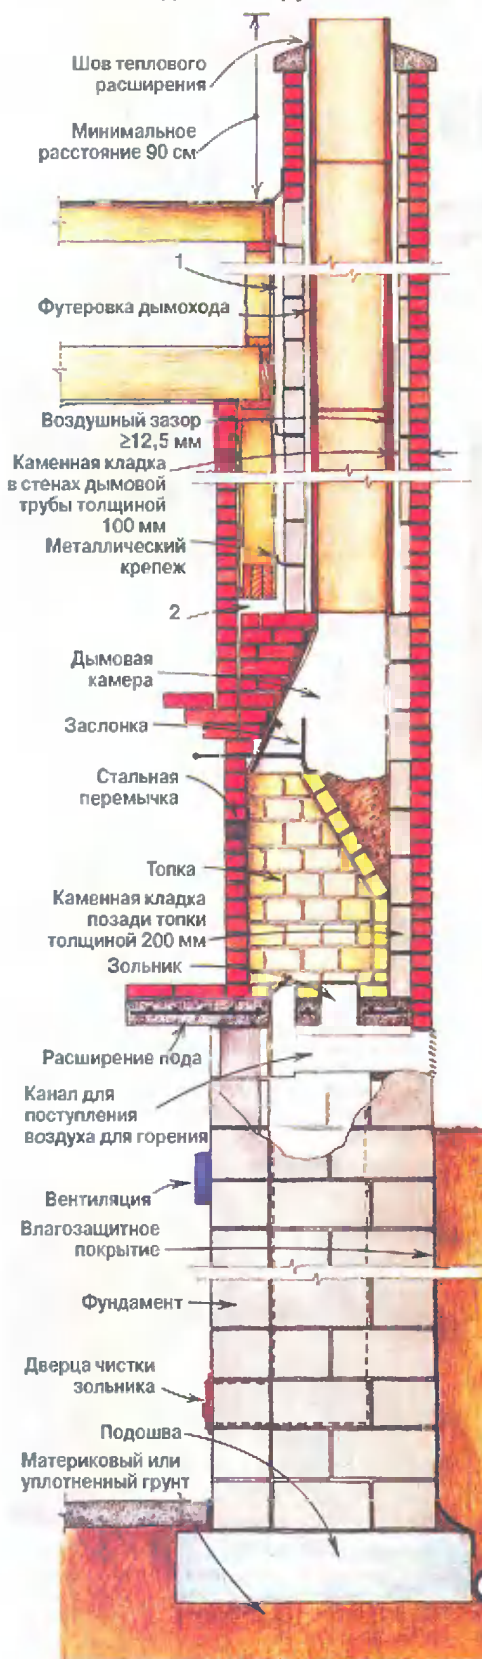 Шов теплового
расширения
Минимальное
расстояние 90 см
1
Футеровка дымохода
Воздушный зазор
≥12,5 мм
Каменная кладка
в стенах дымовой
трубы толщиной
100 мм
Металлический
крепеж
2
Дымовая
камера
Заслонка
Стальная
перемычка
Топка
Каменная кладка
позади топки
толщиной 200 мм
Зольник
Расширение пода
Канал для
поступления
воздуха для горения
Вентиляция
Влагозащитное
покрытие
Фундамент
Дверца чистки
зольника
Подошва
Материковый или
уплотненный грунт